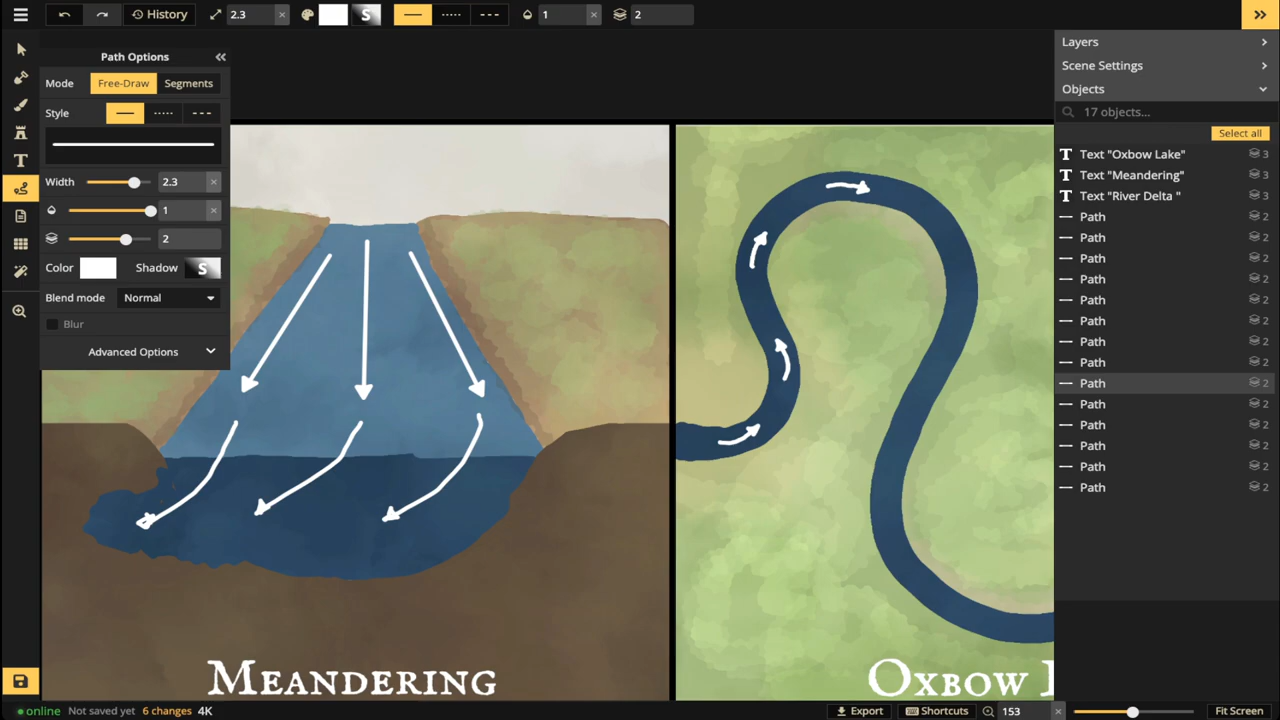 History 2.3 × S 1 × 2
Path Options
Mode Free-Draw Segments
Style
Width 2.3 ×
1 ×
2
Color Shadow S
Blend mode Normal
Blur
Advanced Options
MEANDERING
OXBOW
Layers
Scene Settings
Objects
17 objects...
Select all
T Text "Oxbow Lake" 3
T Text "Meandering" 3
T Text "River Delta " 3
Path 2
Path 2
Path 2
Path 2
Path 2
Path 2
Path 2
Path 2
Path 2
Path 2
Path 2
Path 2
Path 2
Path 2
online Not saved yet 6 changes 4K Export Shortcuts 153 × Fit Screen